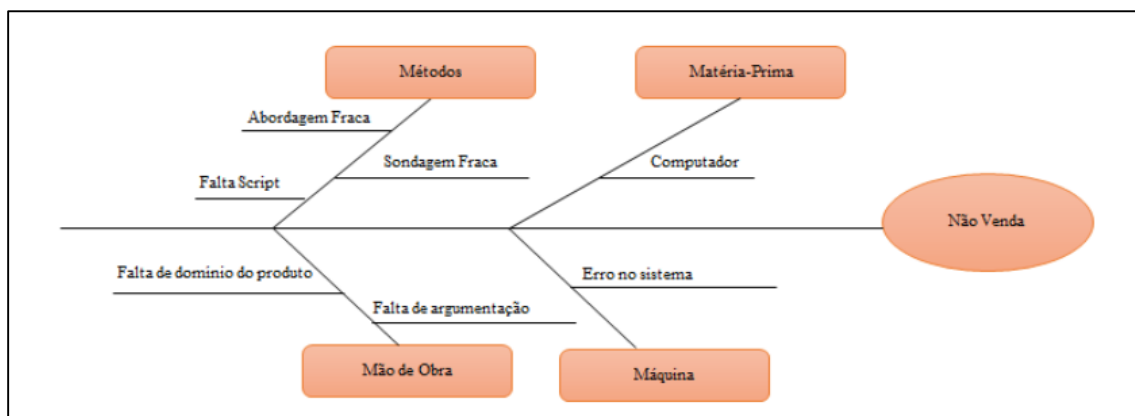 Métodos
Matéria-Prima
Abordagem Fraca
Sondagem Fraca
Computador
Falta Script
Não Venda
Falta de domínio do produto
Erro no sistema
Falta de argumentação
Mão de Obra
Máquina